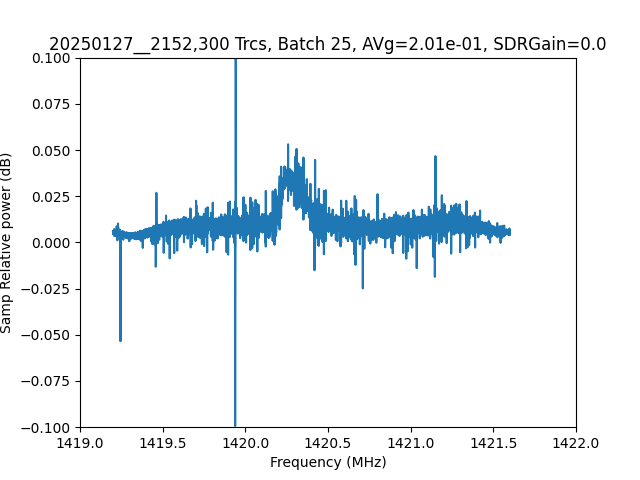 20250127__2152,300 Trcs, Batch 25, AVg=2.01e-01, SDRGain=0.0
0.100
0.075
0.050
0.025
0.000
−0.025
−0.050
−0.075
−0.100
Samp Relative power (dB)
1419.0 1419.5 1420.0 1420.5 1421.0 1421.5 1422.0
Frequency (MHz)